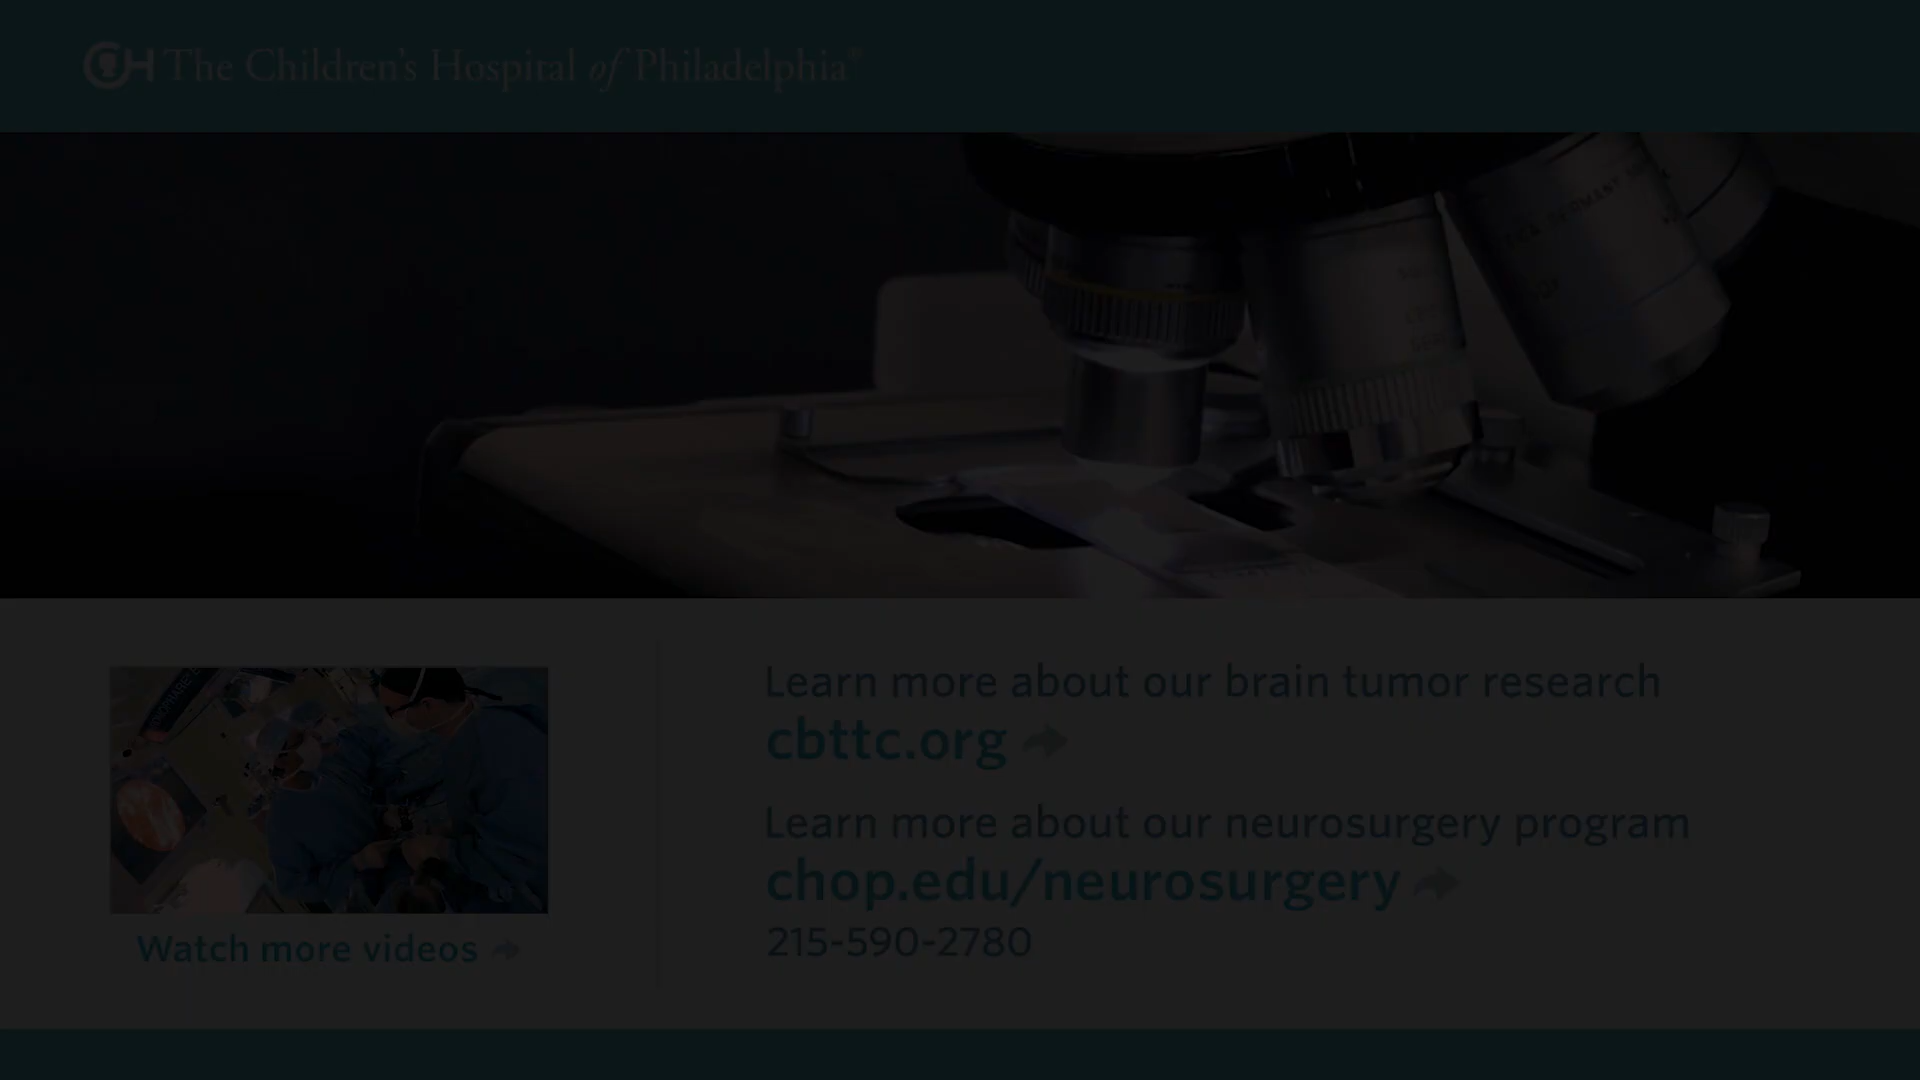 The Children's Hospital of Philadelphia®
GERMANY
Learn more about our brain tumor research
cbttc.org
Learn more about our neurosurgery program
chop.edu/neurosurgery
215-590-2780
Watch more videos